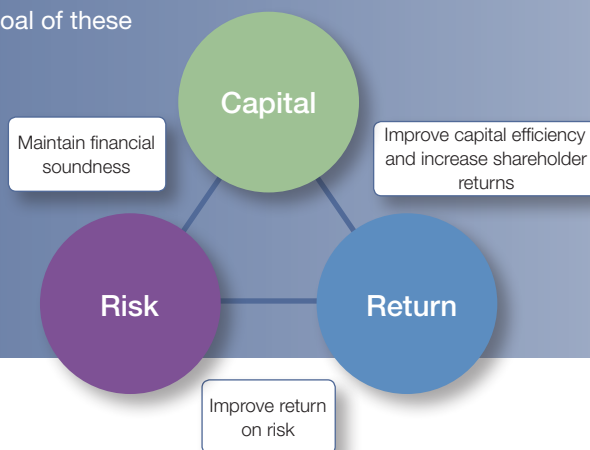 oal of these
Capital
Maintain financial
soundness
Improve capital efficiency
and increase shareholder
returns
Risk
Return
Improve return
on risk